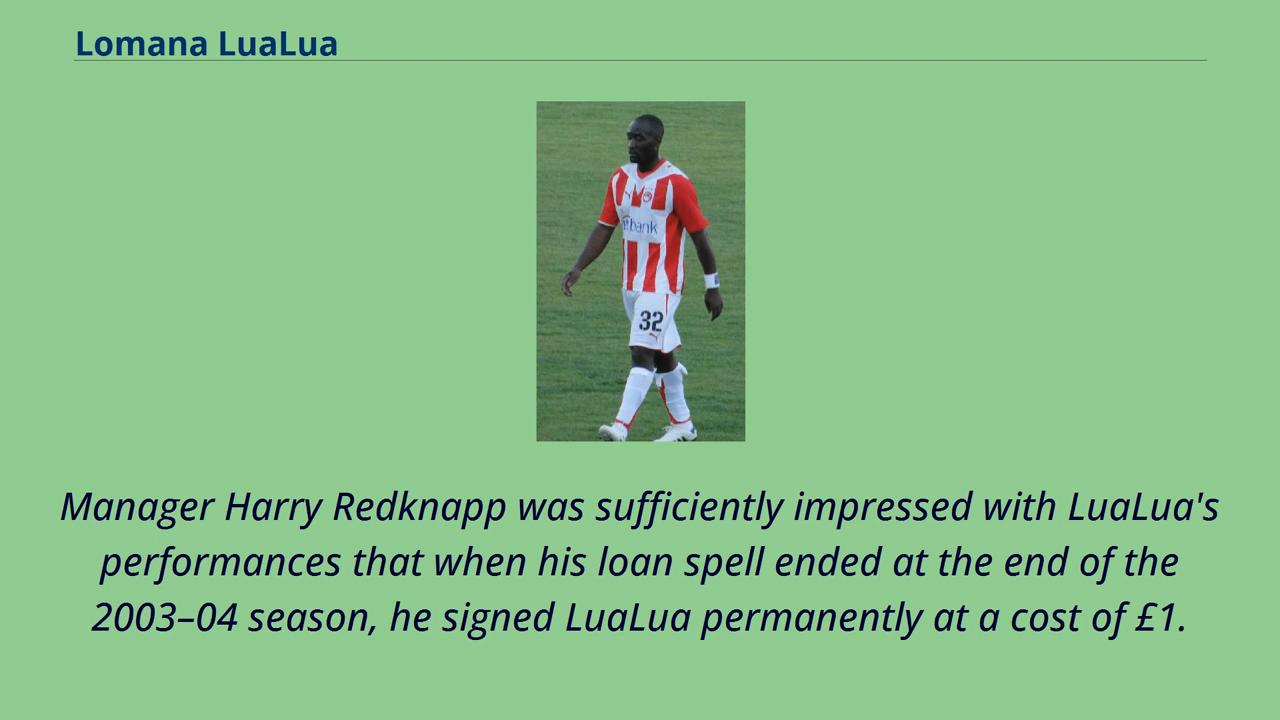 Lomana LuaLua
tbank
32
Manager Harry Redknapp was sufficiently impressed with LuaLua's
performances that when his loan spell ended at the end of the
2003–04 season, he signed LuaLua permanently at a cost of £1.